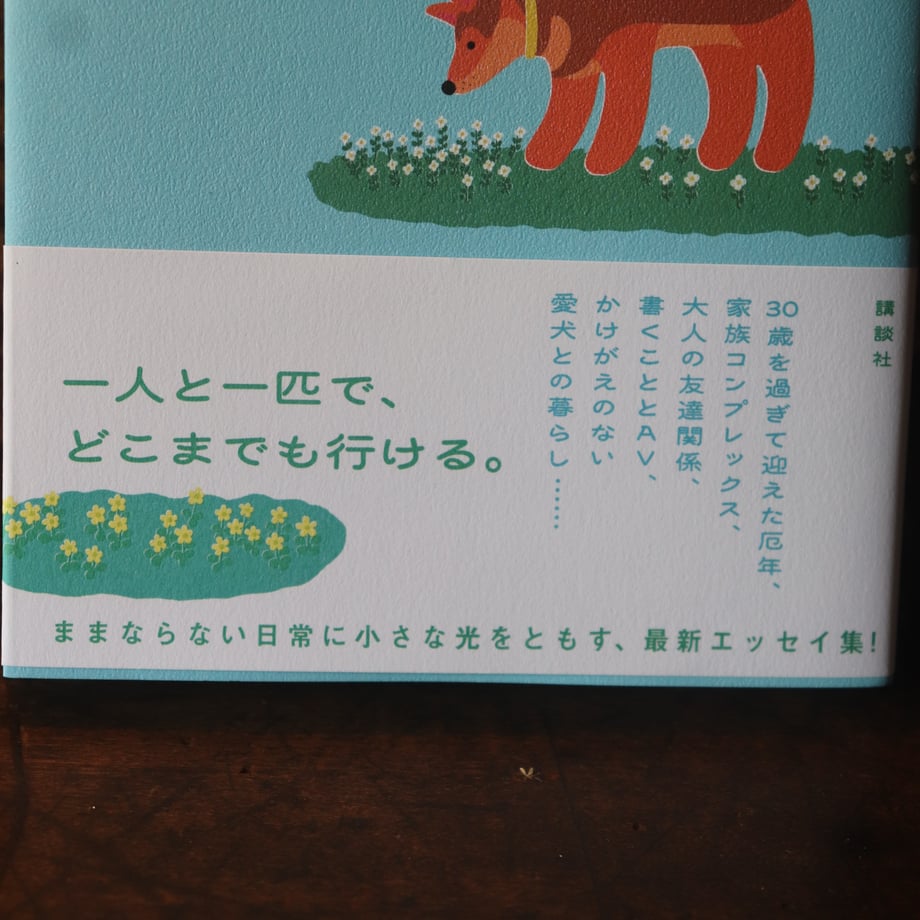 講談社
30歳を過ぎて迎えた厄年、
家族コンプレックス、
大人の友達関係、
書くこととAV、
かけがえのない
愛犬との暮らし……
一人と一匹で、
どこまでも行ける。
ままならない日常に小さな光をともす、最新エッセイ集!